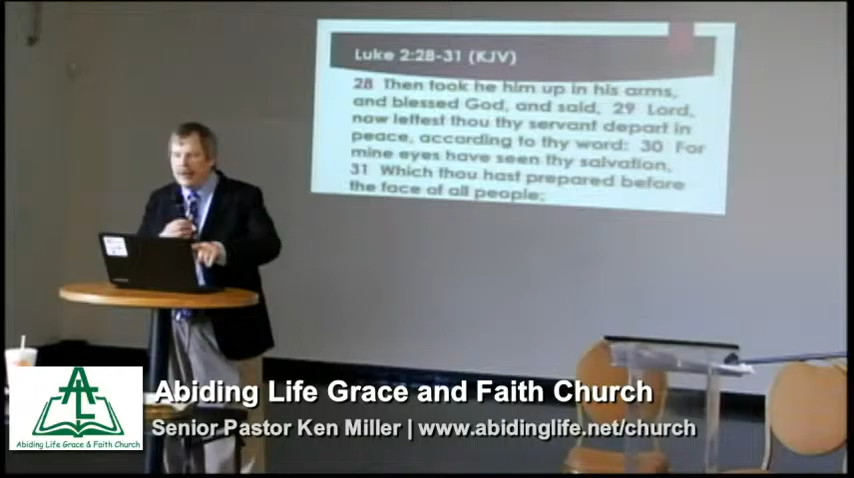 Luke 2:28-31 (KJV)
28 Then took he him up in his arms,
and blessed God, and said, 29 Lord,
now lettest thou thy servant depart in
peace, according to thy word: 30 For
mine eyes have seen thy salvation,
31 Which thou hast prepared before
the face of all people;
AL
Abiding Life Grace & Faith Church
Abiding Life Grace and Faith Church
Senior Pastor Ken Miller | www.abidinglife.net/church